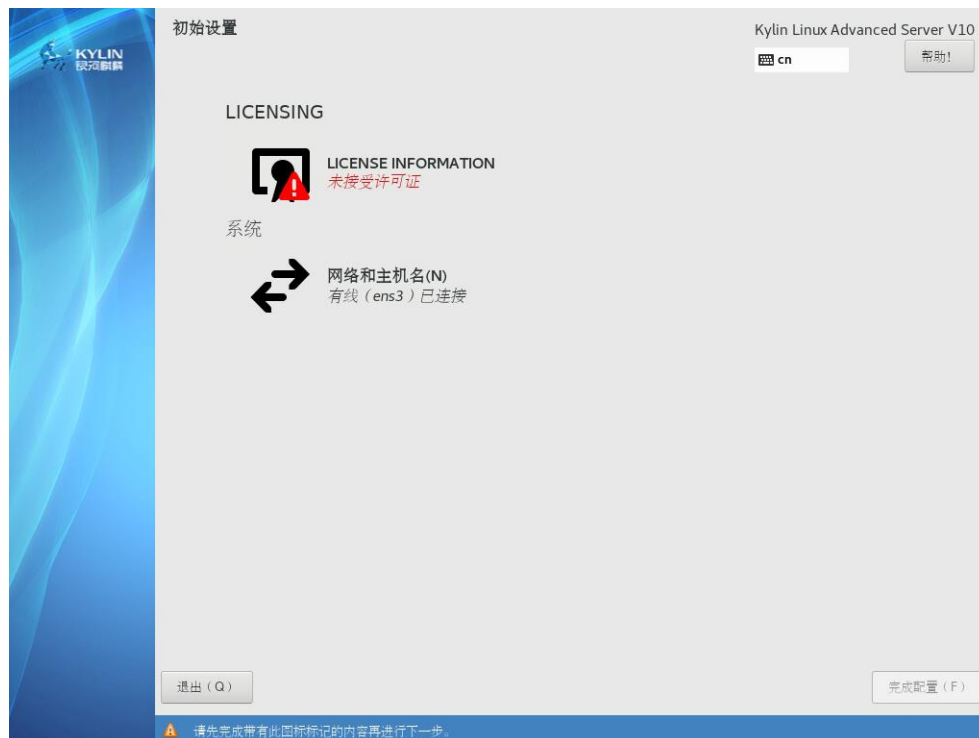 KYLIN
银河麒麟
初始设置
Kylin Linux Advanced Server V10
cn
帮助!
LICENSING
LICENSE INFORMATION
未接受许可证
系统
网络和主机名(N)
有线（ens3）已连接
退出（Q）
完成配置（F）
请先完成带有此图标标记的内容再进行下一步。